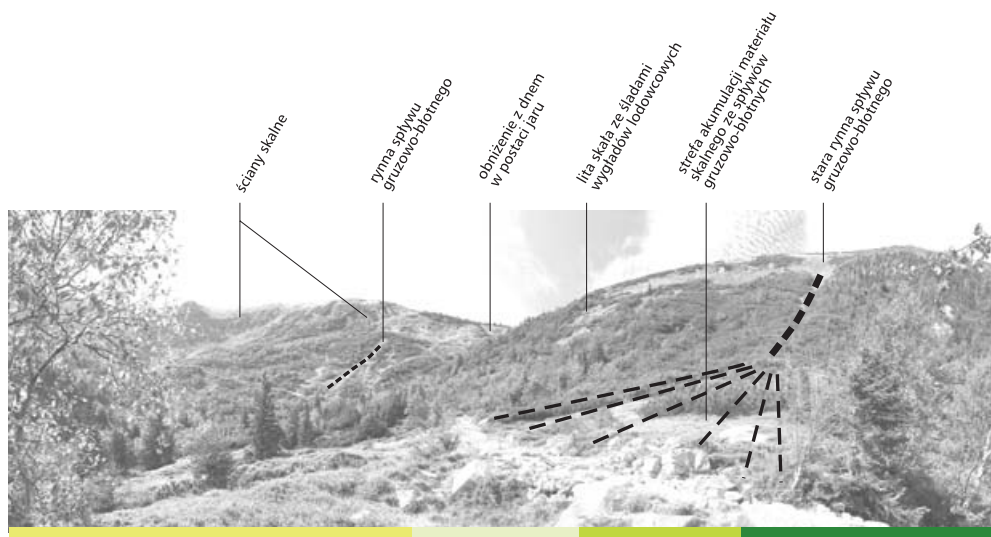 ściany skalne
rynna spływu
gruzowo-błotnego
obniżenie z dnem
w postaci jaru
lita skała ze śladami
wygładów lodowcowych
strefa akumulacji materiału
skalnego ze spływów
gruzowo-błotnych
stara rynna spływu
gruzowo-błotnego